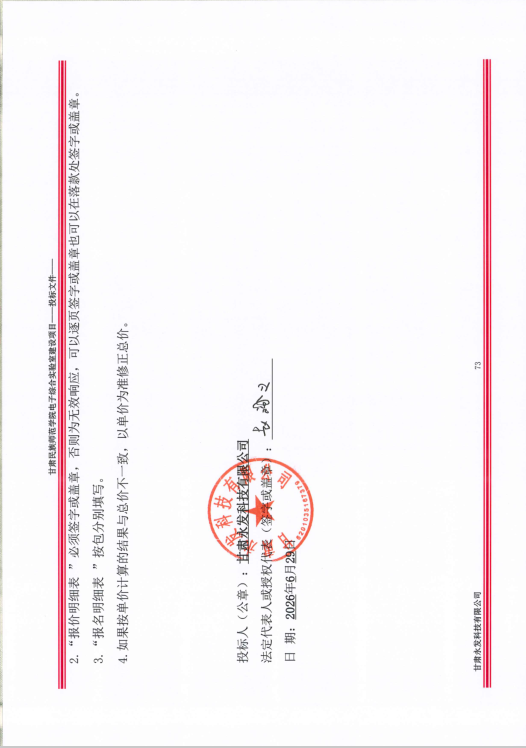 甘肃民族师范学院电子综合实验室建设项目——投标文件——
2.“报价明细表 ”必须签字或盖章，否则为无效响应，可以逐页签字或盖章也可以在落款处签字或盖章。
3.“报名明细表 ”按包分别填写。
4.如果按单价计算的结果与总价不一致，以单价为准修正总价。
投标人（公章）：甘肃永发科技有限公司
法定代表人或授权代表（签字或盖章）：
日 期：2026年6月29日
甘肃永发科技有限公司
73